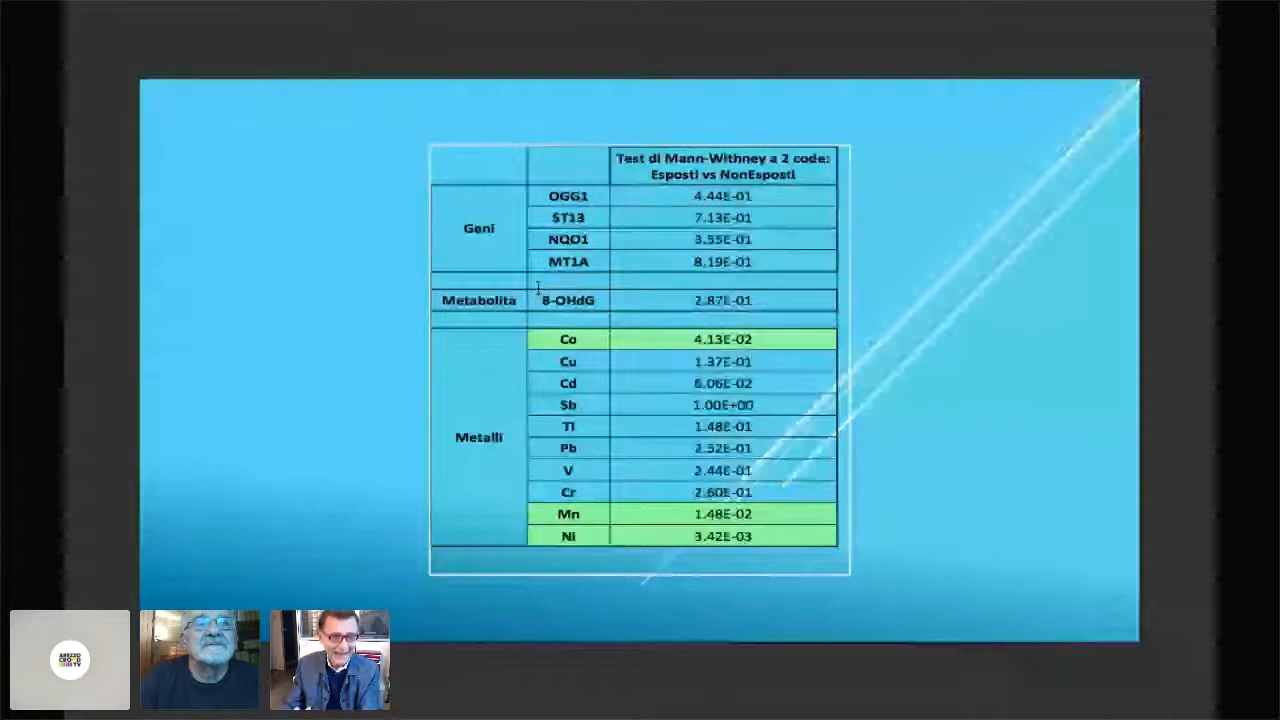 Test di Mann-Withney a 2 code:
Esposti vs NonEsposti
Geni
OGG1 4.44E-01
ST13 7.13E-01
NQO1 3.55E-01
MT1A 8.19E-01
Metabolita 8-OHdG 2.87E-01
Metalli
Co 4.13E-02
Cu 1.37E-01
Cd 6.06E-02
Sb 1.00E+00
Tl 1.48E-01
Pb 2.52E-01
V 2.44E-01
Cr 2.60E-01
Mn 1.48E-02
Ni 3.42E-03
AREZZO
CROWD
TV